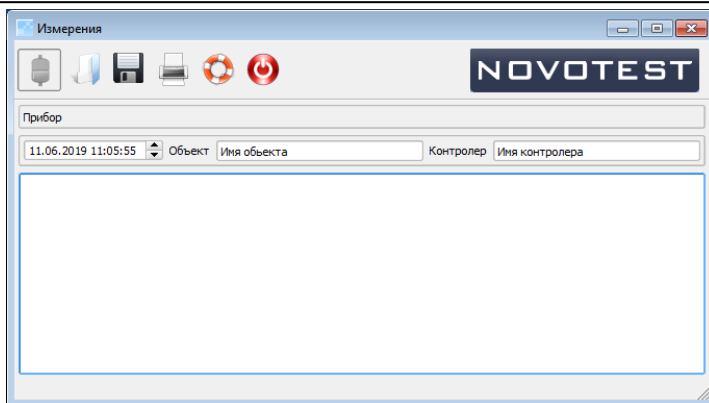 Измерения
NOVOTEST
Прибор
11.06.2019 11:05:55 Объект Имя обьекта Контролер Имя контролера